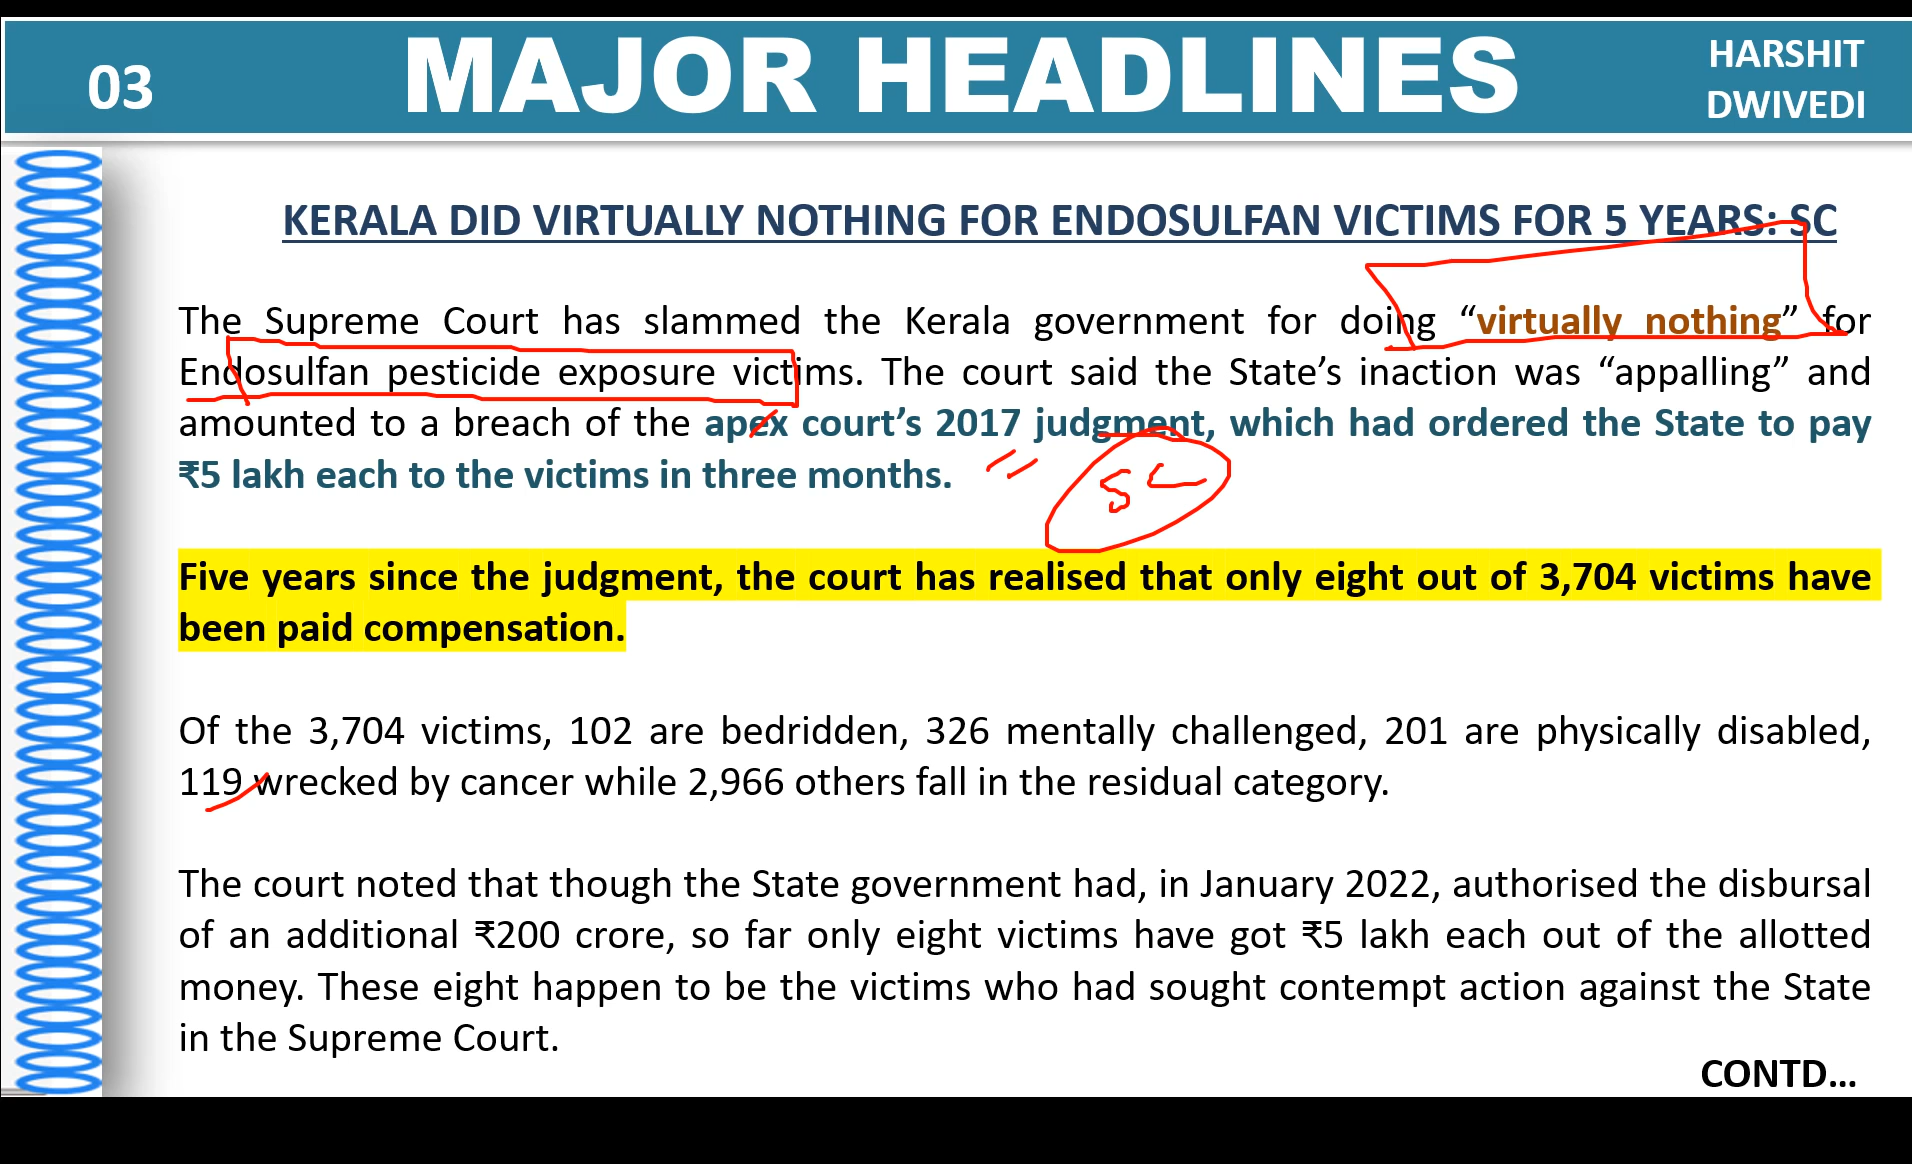 03
MAJOR HEADLINES
HARSHIT
DWIVEDI
KERALA DID VIRTUALLY NOTHING FOR ENDOSULFAN VICTIMS FOR 5 YEARS: SC
The Supreme Court has slammed the Kerala government for doing “virtually nothing” for
Endosulfan pesticide exposure victims. The court said the State’s inaction was “appalling” and
amounted to a breach of the apex court’s 2017 judgment, which had ordered the State to pay
₹5 lakh each to the victims in three months.
5L
Five years since the judgment, the court has realised that only eight out of 3,704 victims have
been paid compensation.
Of the 3,704 victims, 102 are bedridden, 326 mentally challenged, 201 are physically disabled,
119 wrecked by cancer while 2,966 others fall in the residual category.
The court noted that though the State government had, in January 2022, authorised the disbursal
of an additional ₹200 crore, so far only eight victims have got ₹5 lakh each out of the allotted
money. These eight happen to be the victims who had sought contempt action against the State
in the Supreme Court.
CONTD...